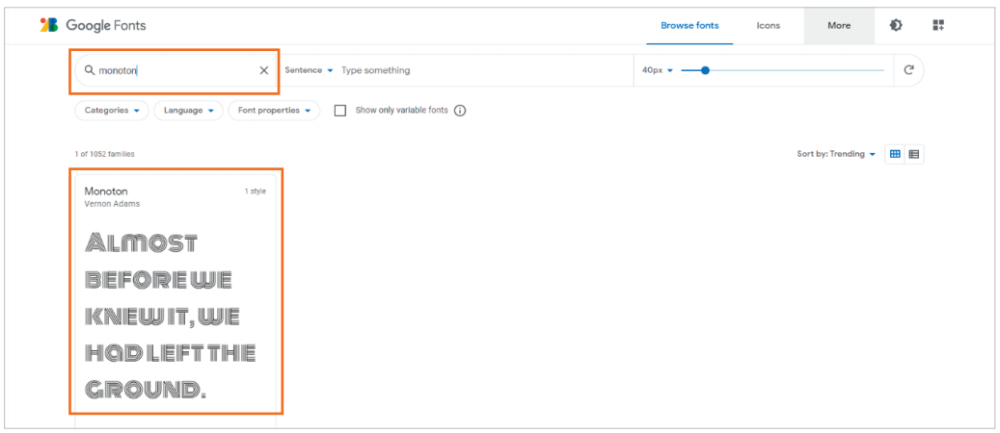 Google Fonts
Browse fonts
Icons
More
monoton
Sentence
Type something
40px
Categories
Language
Font properties
Show only variable fonts
1 of 1052 families
Sort by: Trending
Monoton
1 style
Vernon Adams
Almost
before we
knew it, we
had left the
ground.